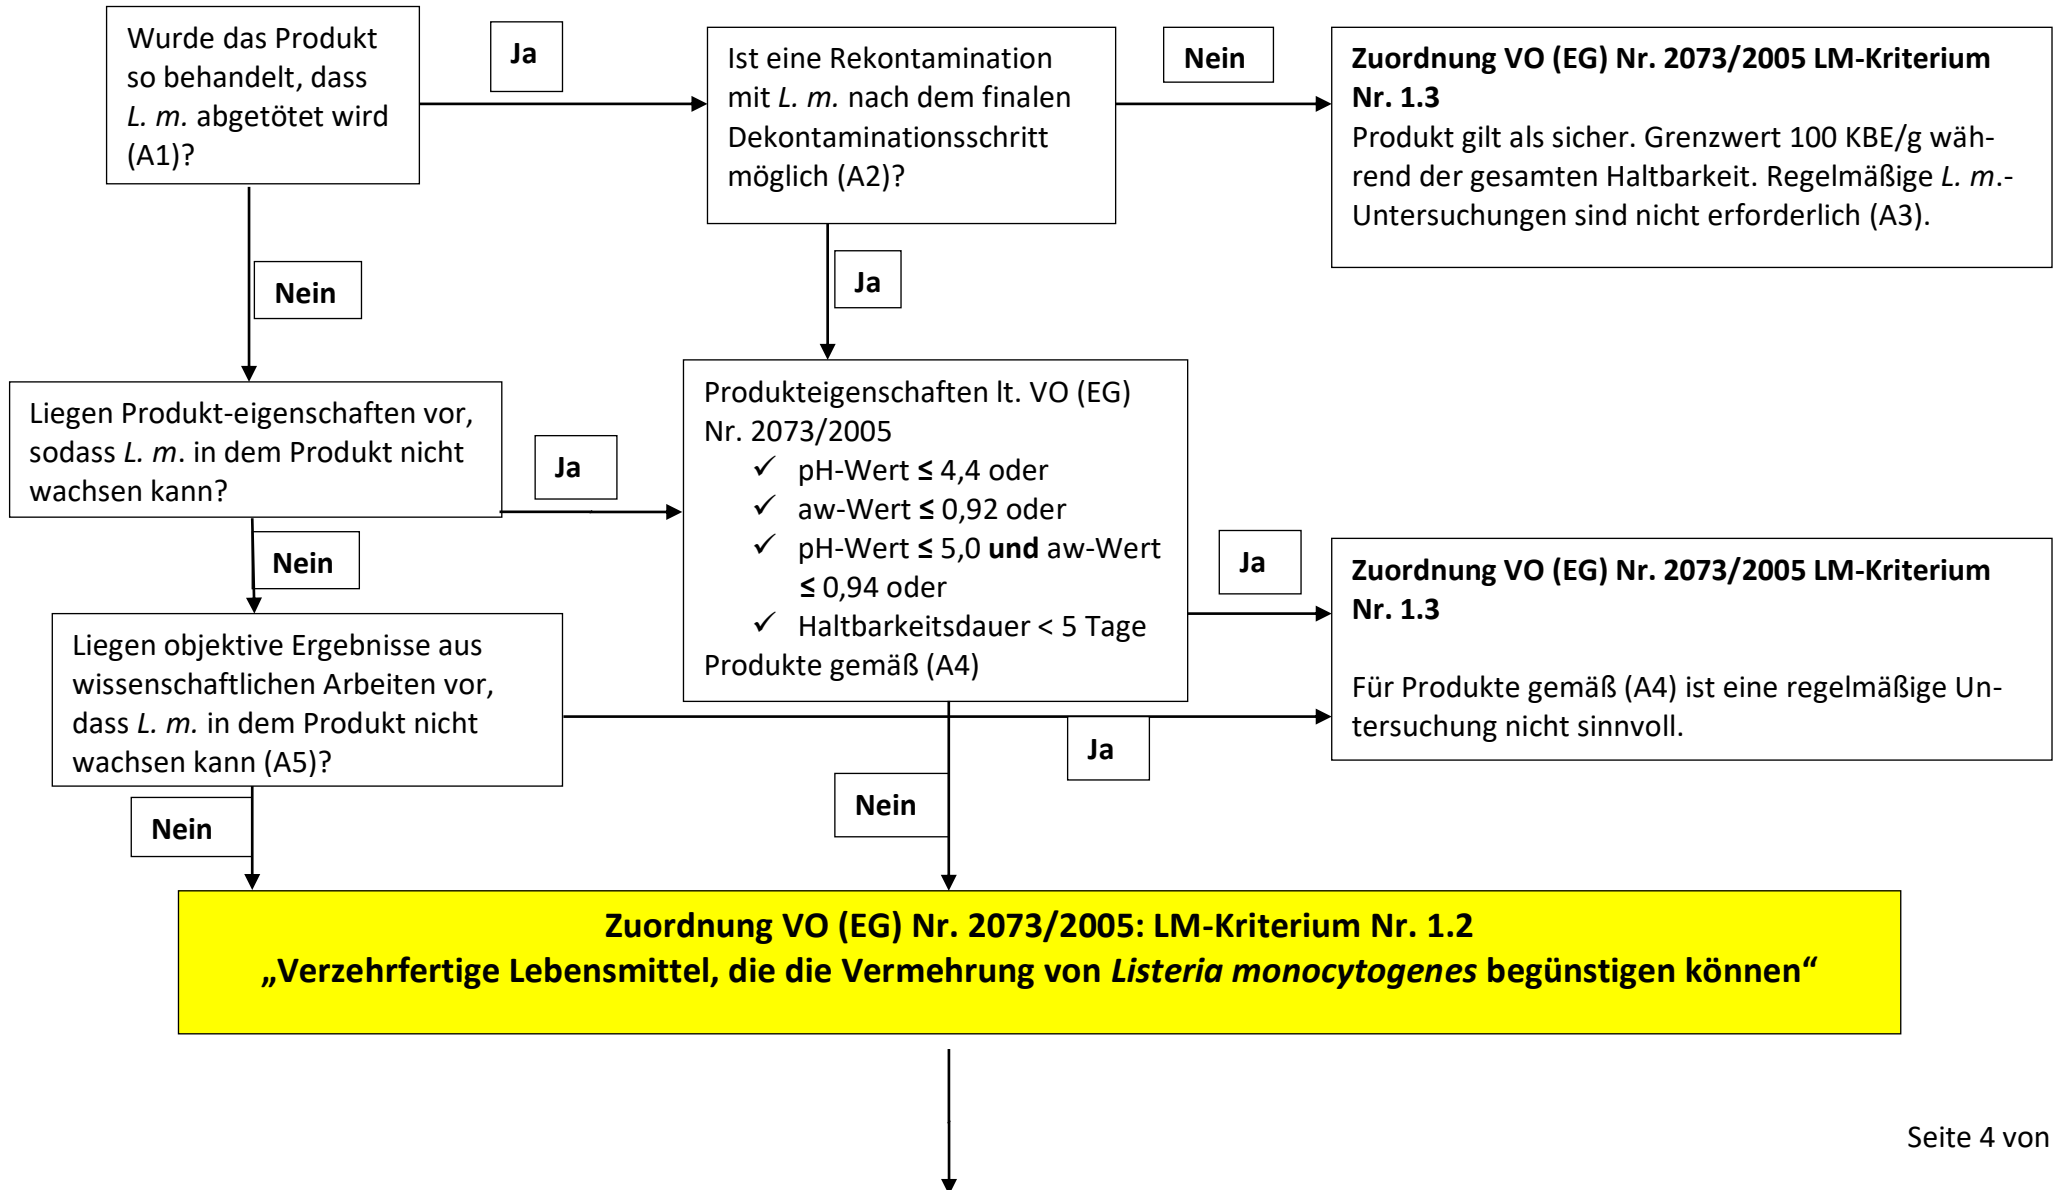 Wurde das Produkt
so behandelt, dass
L. m. abgetötet wird
(A1)?
Ja
Ist eine Rekontamination
mit L. m. nach dem finalen
Dekontaminationsschritt
möglich (A2)?
Nein
Zuordnung VO (EG) Nr. 2073/2005 LM-Kriterium
Nr. 1.3
Produkt gilt als sicher. Grenzwert 100 KBE/g wäh-
rend der gesamten Haltbarkeit. Regelmäßige L. m.-
Untersuchungen sind nicht erforderlich (A3).
Nein
Ja
Liegen Produkt-eigenschaften vor,
sodass L. m. in dem Produkt nicht
wachsen kann?
Ja
Produkteigenschaften lt. VO (EG)
Nr. 2073/2005
✓ pH-Wert ≤ 4,4 oder
✓ aw-Wert ≤ 0,92 oder
✓ pH-Wert ≤ 5,0 und aw-Wert
≤ 0,94 oder
✓ Haltbarkeitsdauer < 5 Tage
Produkte gemäß (A4)
Ja
Zuordnung VO (EG) Nr. 2073/2005 LM-Kriterium
Nr. 1.3
Für Produkte gemäß (A4) ist eine regelmäßige Un-
tersuchung nicht sinnvoll.
Nein
Liegen objektive Ergebnisse aus
wissenschaftlichen Arbeiten vor,
dass L. m. in dem Produkt nicht
wachsen kann (A5)?
Ja
Nein
Nein
Zuordnung VO (EG) Nr. 2073/2005: LM-Kriterium Nr. 1.2
„Verzehrfertige Lebensmittel, die die Vermehrung von Listeria monocytogenes begünstigen können“
Seite 4 von